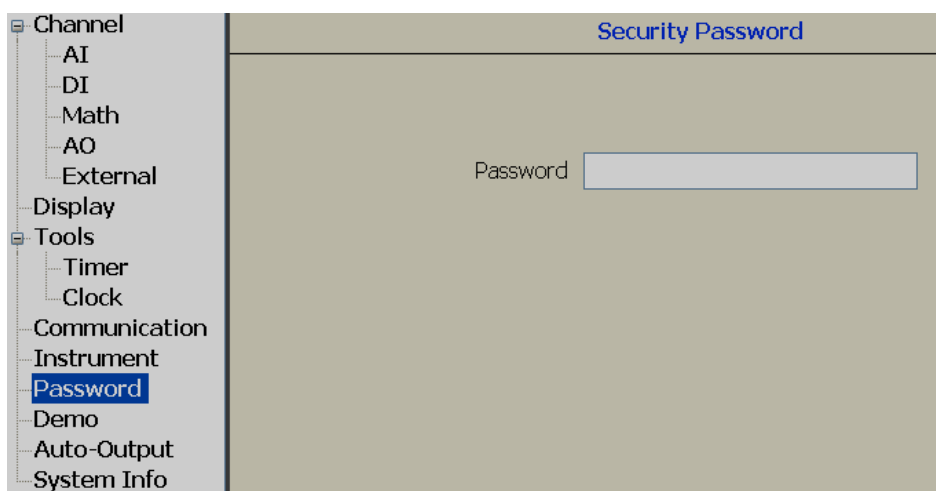 Channel
AI
DI
Math
AO
External
Display
Tools
Timer
Clock
Communication
Instrument
Password
Demo
Auto-Output
System Info
Security Password
Password